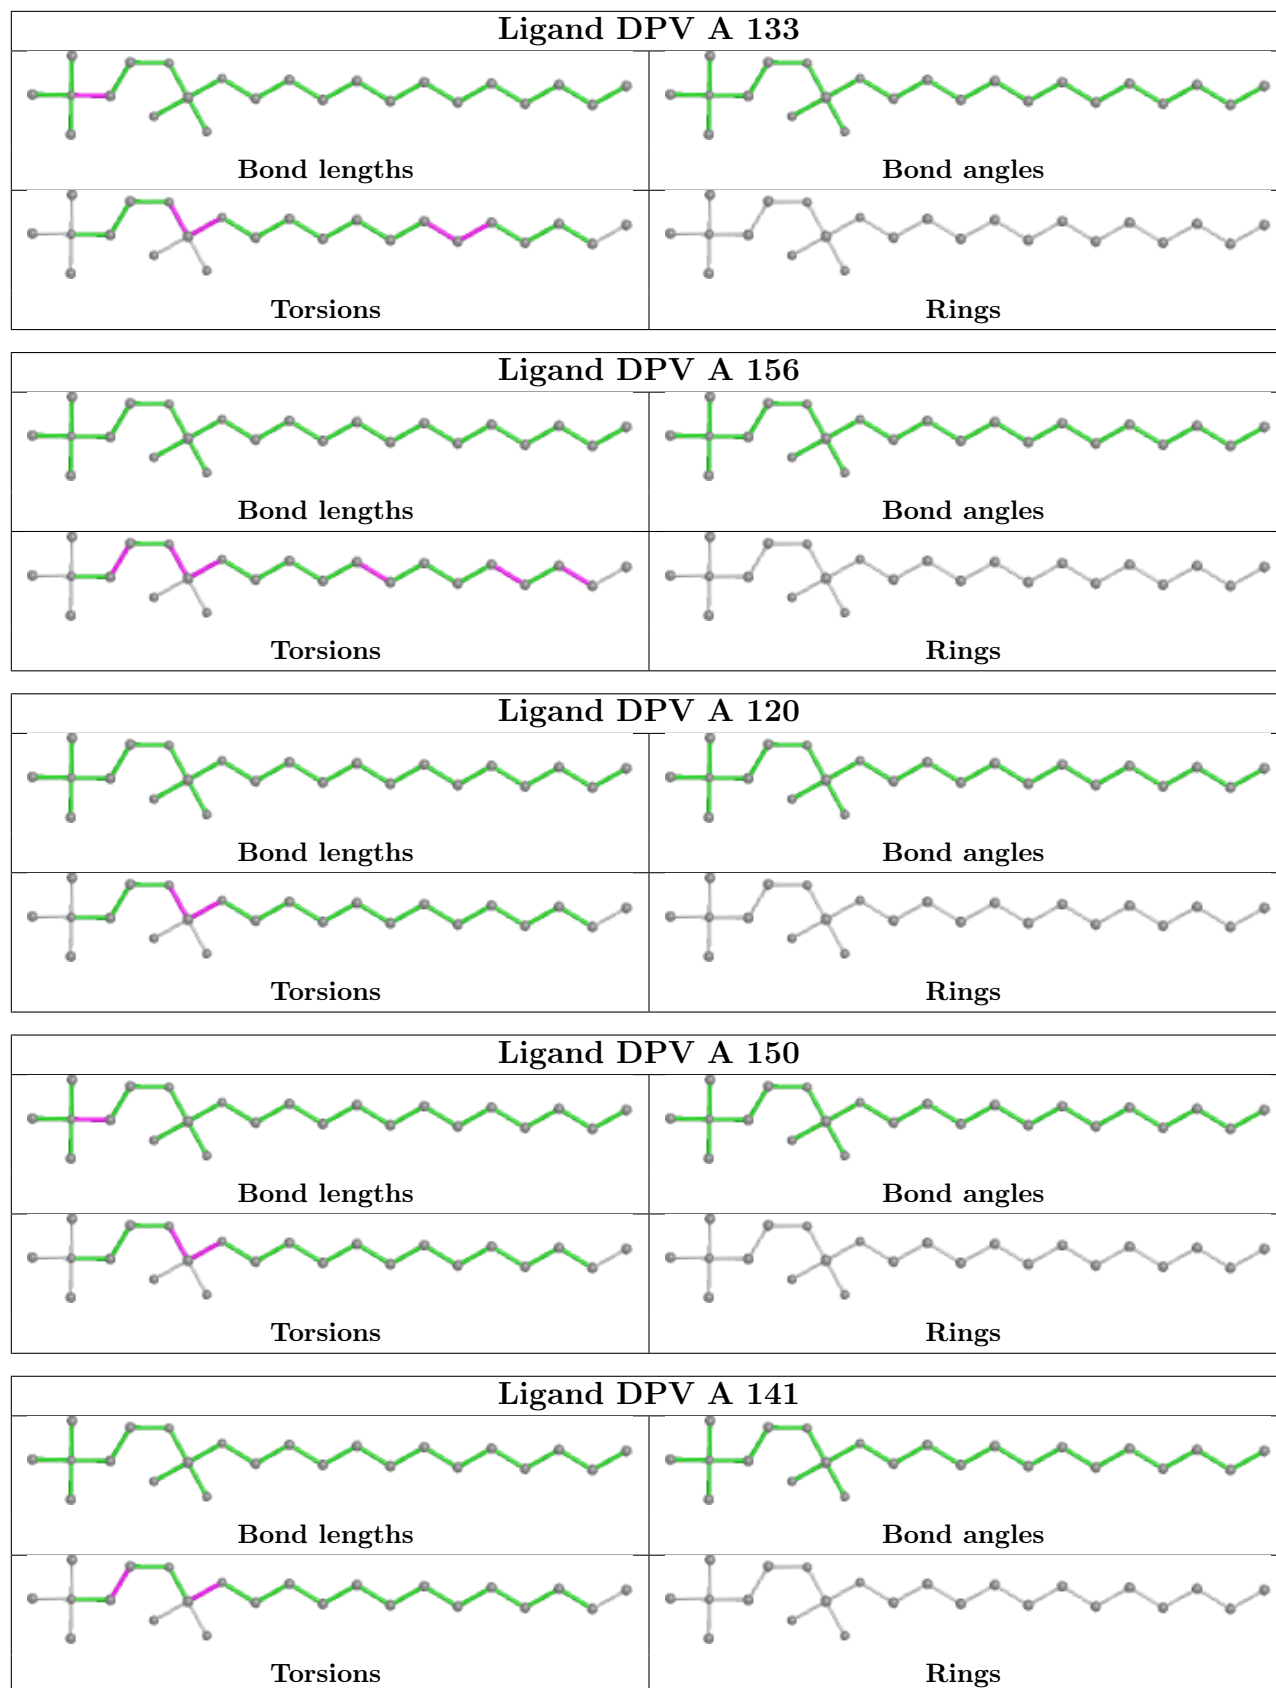 Ligand DPV A 133
Bond lengths
Bond angles
Torsions
Rings
Ligand DPV A 156
Bond lengths
Bond angles
Torsions
Rings
Ligand DPV A 120
Bond lengths
Bond angles
Torsions
Rings
Ligand DPV A 150
Bond lengths
Bond angles
Torsions
Rings
Ligand DPV A 141
Bond lengths
Bond angles
Torsions
Rings